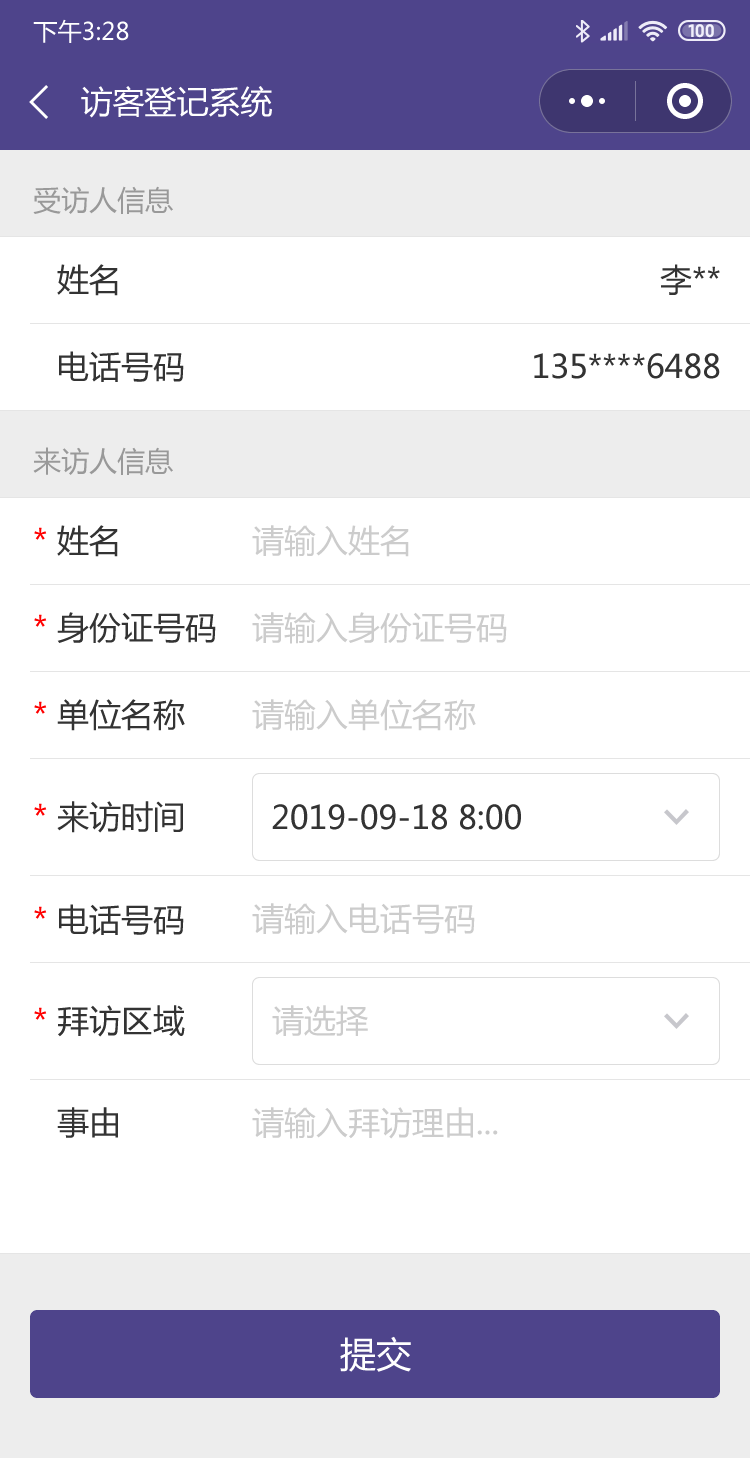 下午3:28 100
访客登记系统
受访人信息
姓名 李**
电话号码 135****6488
来访人信息
* 姓名 请输入姓名
* 身份证号码 请输入身份证号码
* 单位名称 请输入单位名称
* 来访时间 2019-09-18 8:00
* 电话号码 请输入电话号码
* 拜访区域 请选择
事由 请输入拜访理由...
提交